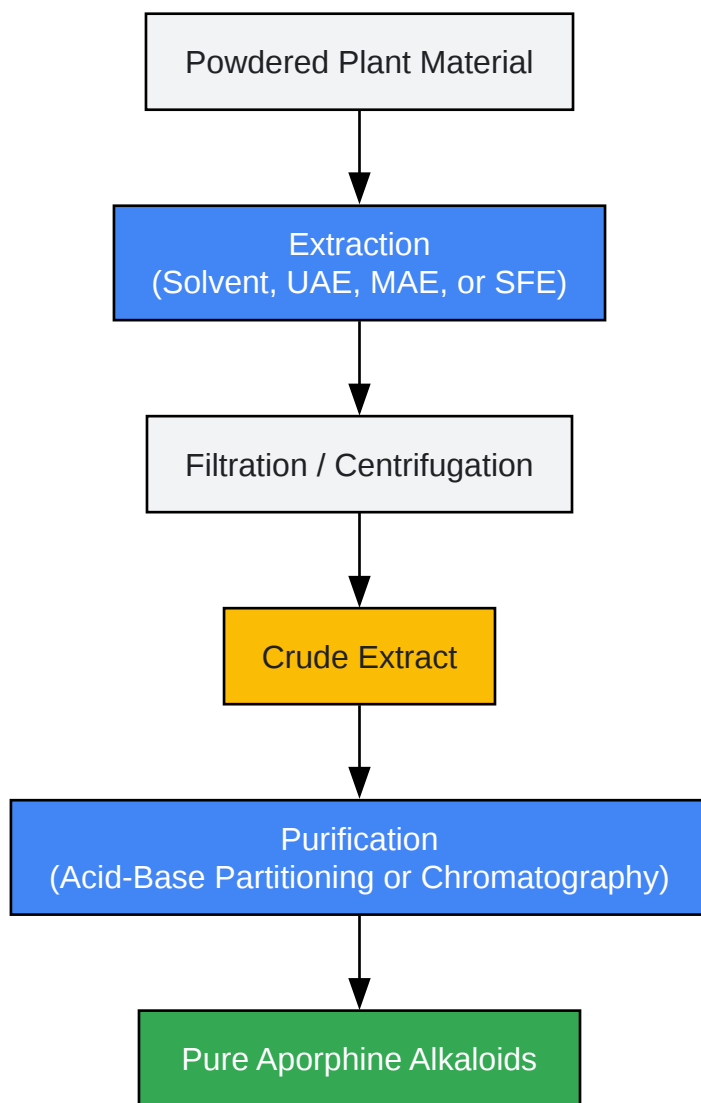 Powdered Plant Material
Extraction
(Solvent, UAE, MAE, or SFE)
Filtration / Centrifugation
Crude Extract
Purification
(Acid-Base Partitioning or Chromatography)
Pure Aporphine Alkaloids